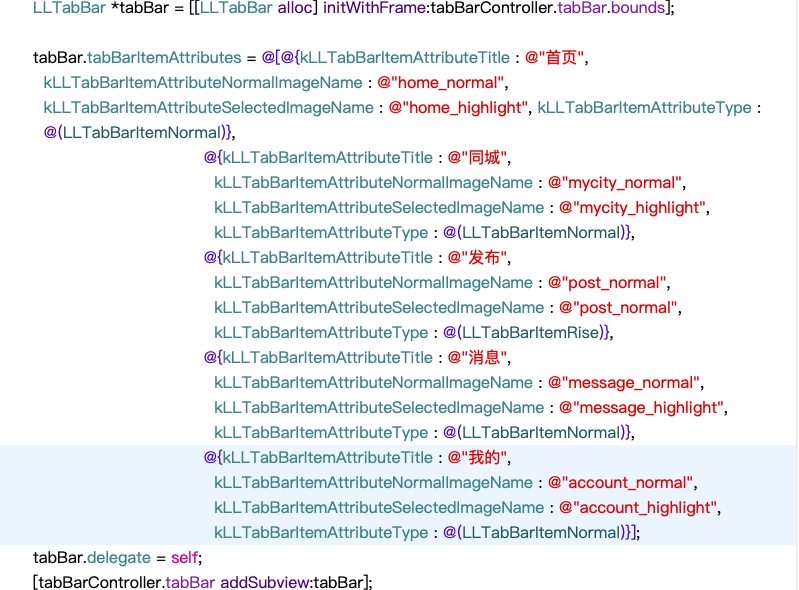 LLTabBar *tabBar = [[LLTabBar alloc] initWithFrame:tabBarController.tabBar.bounds];
tabBar.tabBarItemAttributes = @[@{kLLTabBarItemAttributeTitle : @"首页",
kLLTabBarItemAttributeNormalImageName : @"home_normal",
kLLTabBarItemAttributeSelectedImageName : @"home_highlight", kLLTabBarItemAttributeType :
@(LLTabBarItemNormal)},
@{kLLTabBarItemAttributeTitle : @"同城",
kLLTabBarItemAttributeNormalImageName : @"mycity_normal",
kLLTabBarItemAttributeSelectedImageName : @"mycity_highlight",
kLLTabBarItemAttributeType : @(LLTabBarItemNormal)},
@{kLLTabBarItemAttributeTitle : @"发布",
kLLTabBarItemAttributeNormalImageName : @"post_normal",
kLLTabBarItemAttributeSelectedImageName : @"post_normal",
kLLTabBarItemAttributeType : @(LLTabBarItemRise)},
@{kLLTabBarItemAttributeTitle : @"消息",
kLLTabBarItemAttributeNormalImageName : @"message_normal",
kLLTabBarItemAttributeSelectedImageName : @"message_highlight",
kLLTabBarItemAttributeType : @(LLTabBarItemNormal)},
@{kLLTabBarItemAttributeTitle : @"我的",
kLLTabBarItemAttributeNormalImageName : @"account_normal",
kLLTabBarItemAttributeSelectedImageName : @"account_highlight",
kLLTabBarItemAttributeType : @(LLTabBarItemNormal)}];
tabBar.delegate = self;
[tabBarController.tabBar addSubview:tabBar];